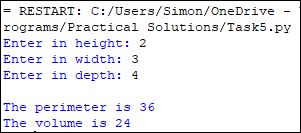 = RESTART: C:/Users/Simon/OneDrive -
rograms/Practical Solutions/Task5.py
Enter in height: 2
Enter in width: 3
Enter in depth: 4
The perimeter is 36
The volume is 24